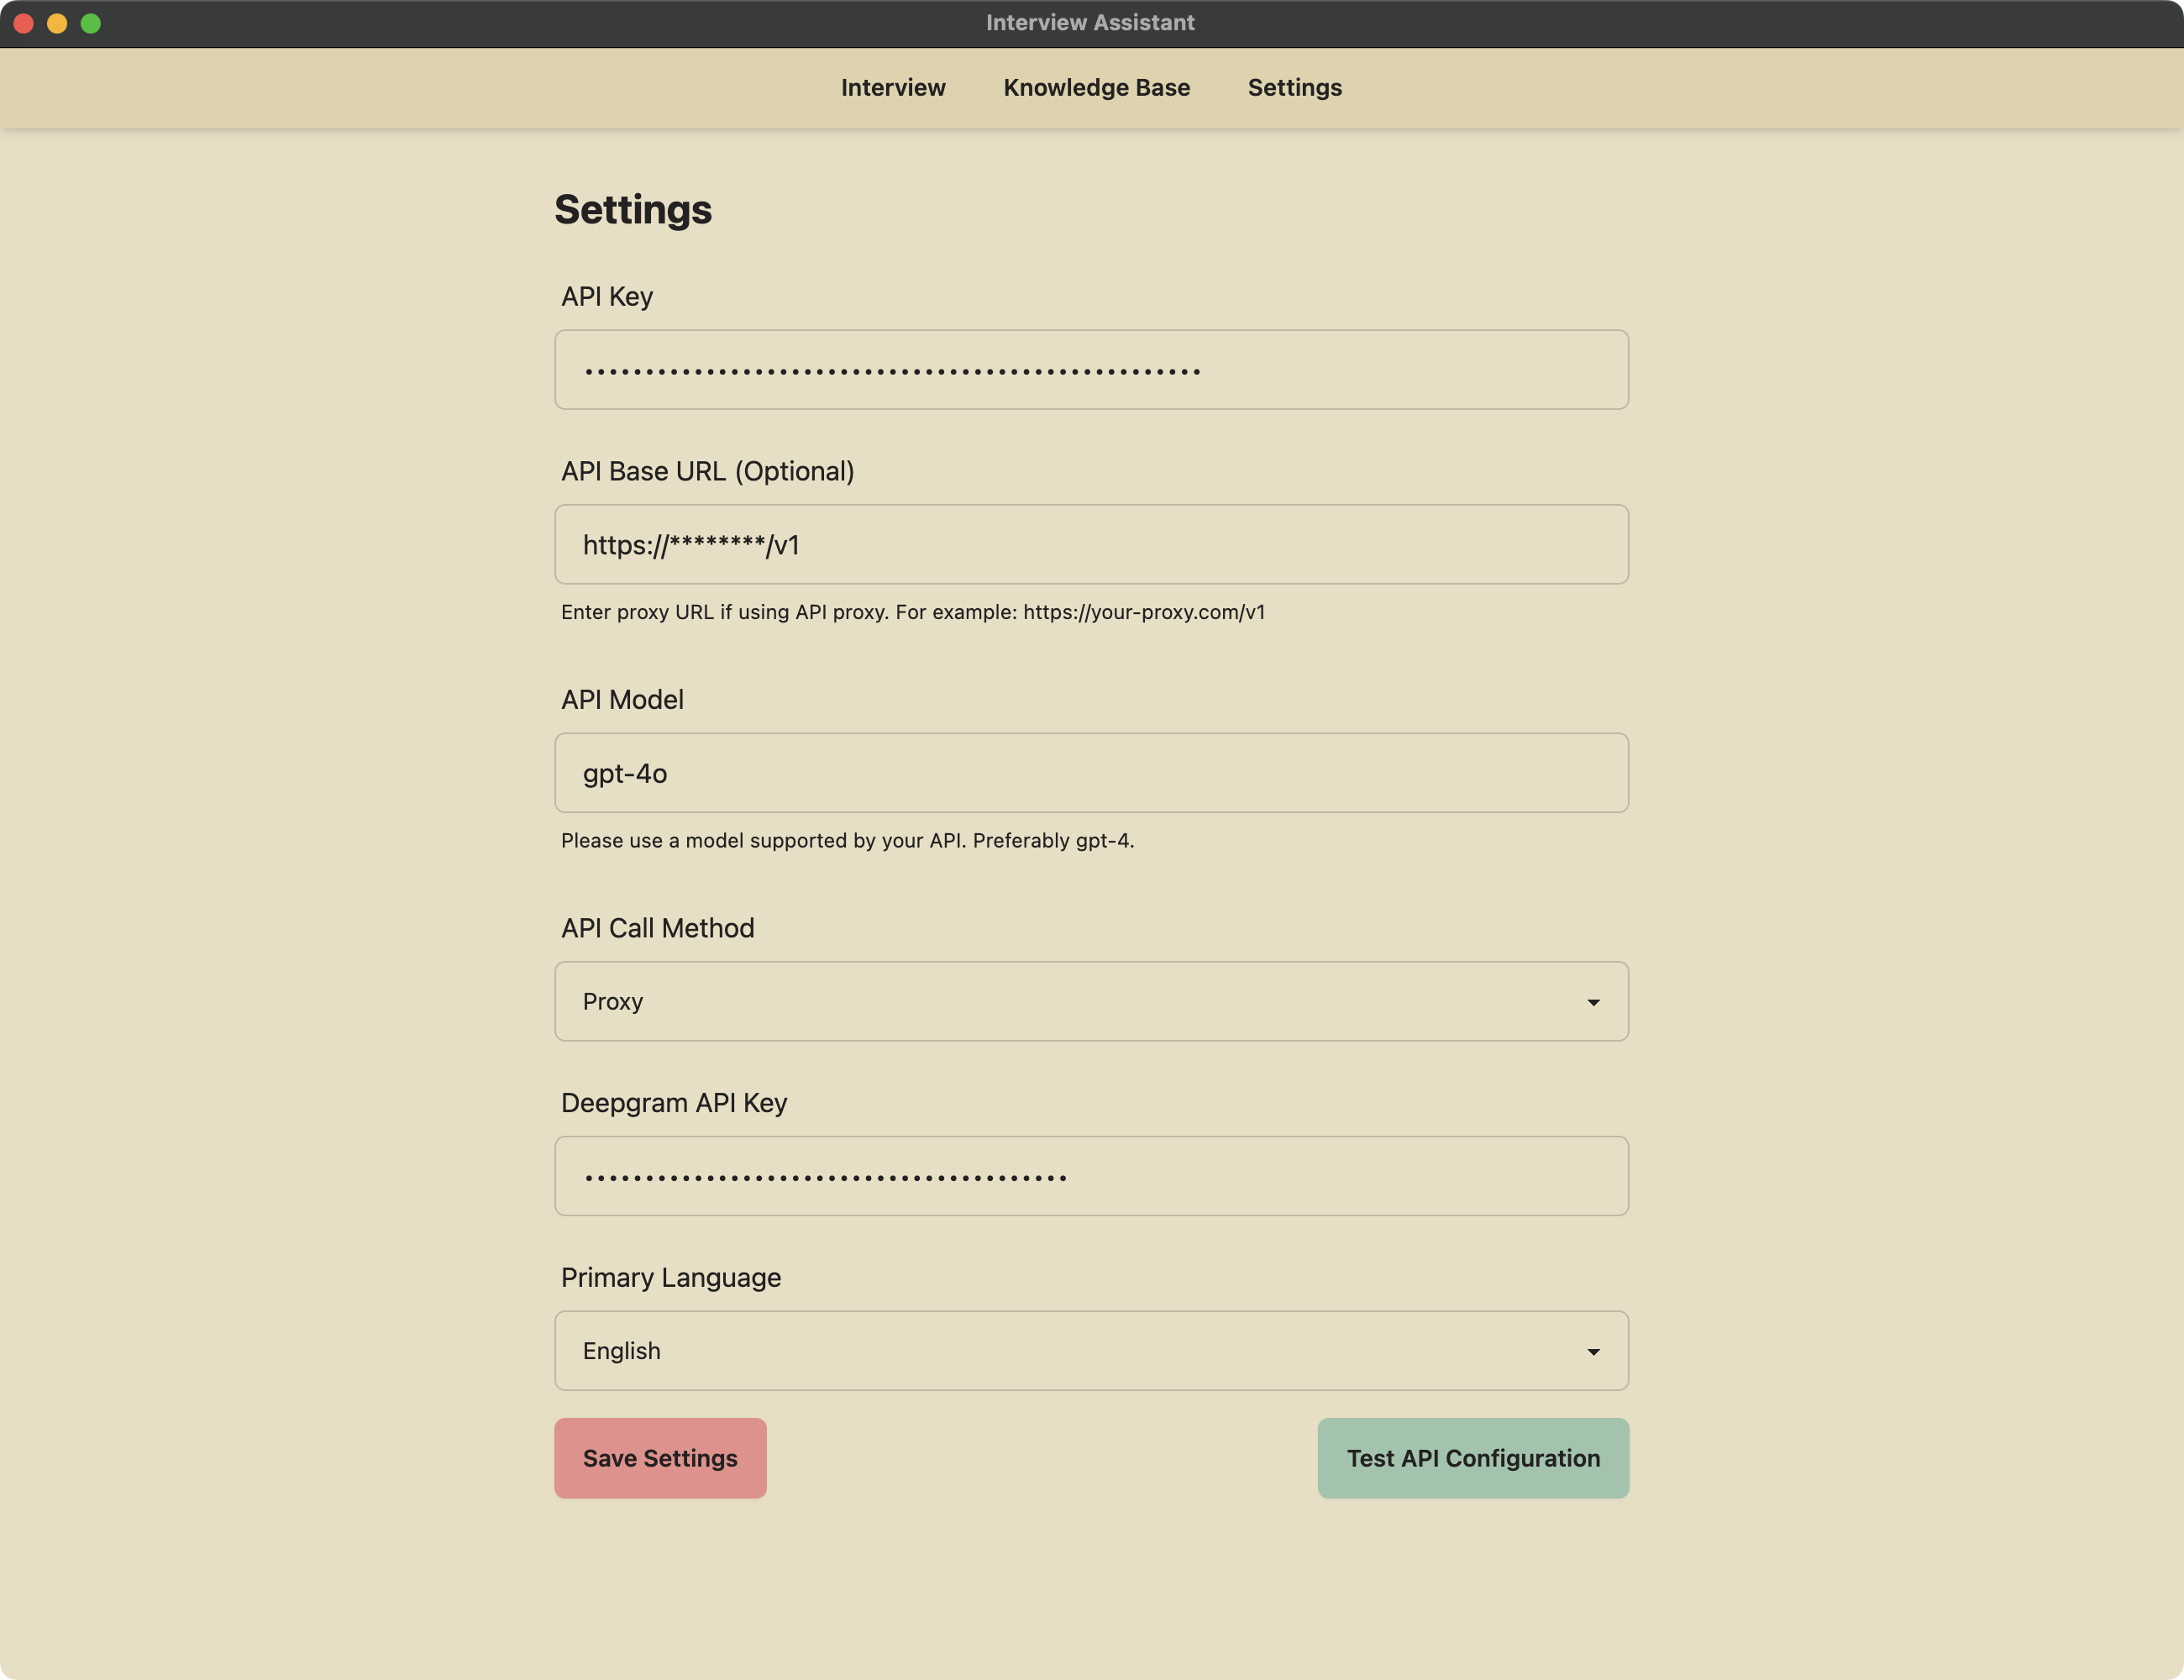 Interview Assistant
Interview Knowledge Base Settings
Settings
API Key
•••••••••••••••••••••••••••••••••••••••••••••••••••
API Base URL (Optional)
https://********/v1
Enter proxy URL if using API proxy. For example: https://your-proxy.com/v1
API Model
gpt-4o
Please use a model supported by your API. Preferably gpt-4.
API Call Method
Proxy
Deepgram API Key
••••••••••••••••••••••••••••••••••••••••
Primary Language
English
Save Settings Test API Configuration